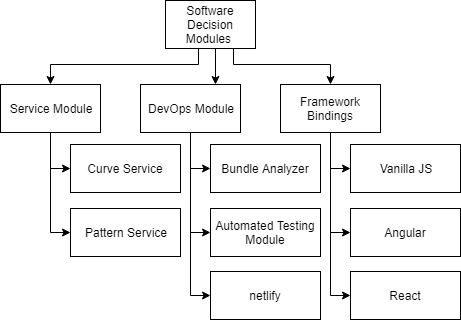 Software
Decision
Modules
Service Module
DevOps Module
Framework
Bindings
Curve Service
Bundle Analyzer
Vanilla JS
Pattern Service
Automated Testing
Module
Angular
netlify
React